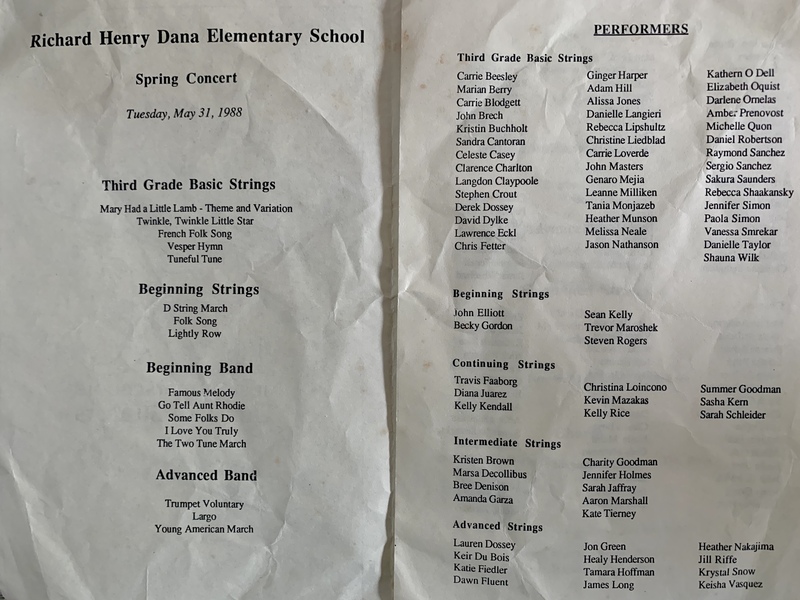 Richard Henry Dana Elementary School
Spring Concert
Tuesday, May 31, 1988
Third Grade Basic Strings
Mary Had a Little Lamb - Theme and Variation
Twinkle, Twinkle Little Star
French Folk Song
Vesper Hymn
Tuneful Tune
Beginning Strings
D String March
Folk Song
Lightly Row
Beginning Band
Famous Melody
Go Tell Aunt Rhodie
Some Folks Do
I Love You Truly
The Two Tune March
Advanced Band
Trumpet Voluntary
Largo
Young American March
PERFORMERS
Third Grade Basic Strings
Carrie Beesley
Marian Berry
Carrie Blodgett
John Brech
Kristin Buchholt
Sandra Cantoran
Celeste Casey
Clarence Charlton
Langdon Claypoole
Stephen Crout
Derek Dossey
David Dylke
Lawrence Eckl
Chris Fetter
Ginger Harper
Adam Hill
Alissa Jones
Danielle Langieri
Rebecca Lipshultz
Christine Liedblad
Carrie Loverde
John Masters
Genaro Mejia
Leanne Milliken
Tania Monjazeb
Heather Munson
Melissa Neale
Jason Nathanson
Kathern O Dell
Elizabeth Oquist
Darlene Ornelas
Amber Prenovost
Michelle Quon
Daniel Robertson
Raymond Sanchez
Sergio Sanchez
Sakura Saunders
Rebecca Shaakansky
Jennifer Simon
Paola Simon
Vanessa Smrekar
Danielle Taylor
Shauna Wilk
Beginning Strings
John Elliott
Becky Gordon
Sean Kelly
Trevor Maroshek
Steven Rogers
Continuing Strings
Travis Faaborg
Diana Juarez
Kelly Kendall
Christina Loincono
Kevin Mazakas
Kelly Rice
Summer Goodman
Sasha Kern
Sarah Schleider
Intermediate Strings
Kristen Brown
Marsa Decollibus
Bree Denison
Amanda Garza
Charity Goodman
Jennifer Holmes
Sarah Jaffray
Aaron Marshall
Kate Tierney
Advanced Strings
Lauren Dossey
Keir Du Bois
Katie Fiedler
Dawn Fluent
Jon Green
Healy Henderson
Tamara Hoffman
James Long
Heather Nakajima
Jill Riffe
Krystal Snow
Keisha Vasquez